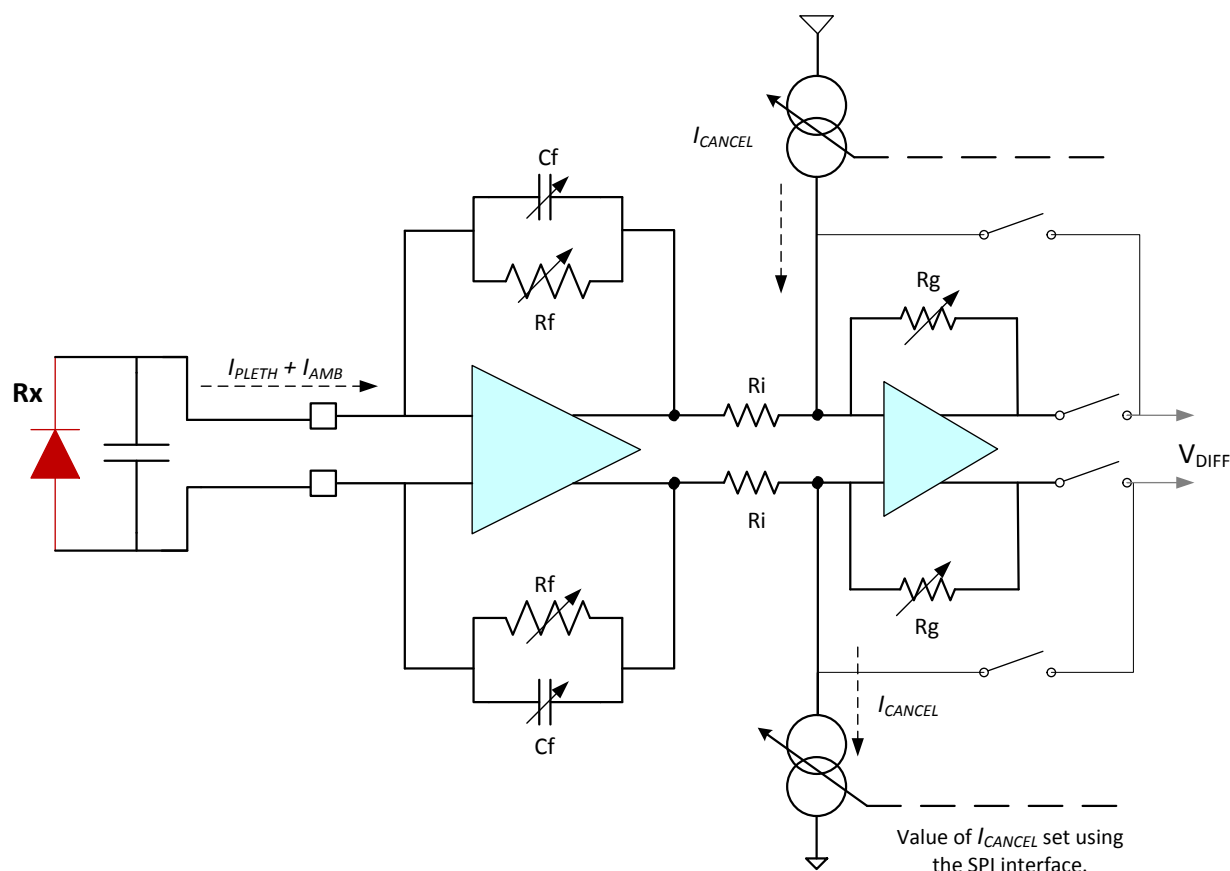 I_CANCEL
Cf
Rf
Rg
Rx
I_PLETH + I_AMB
Ri
V_DIFF
Ri
Rf
Rg
Cf
I_CANCEL
Value of I_CANCEL set using
the SPI interface.